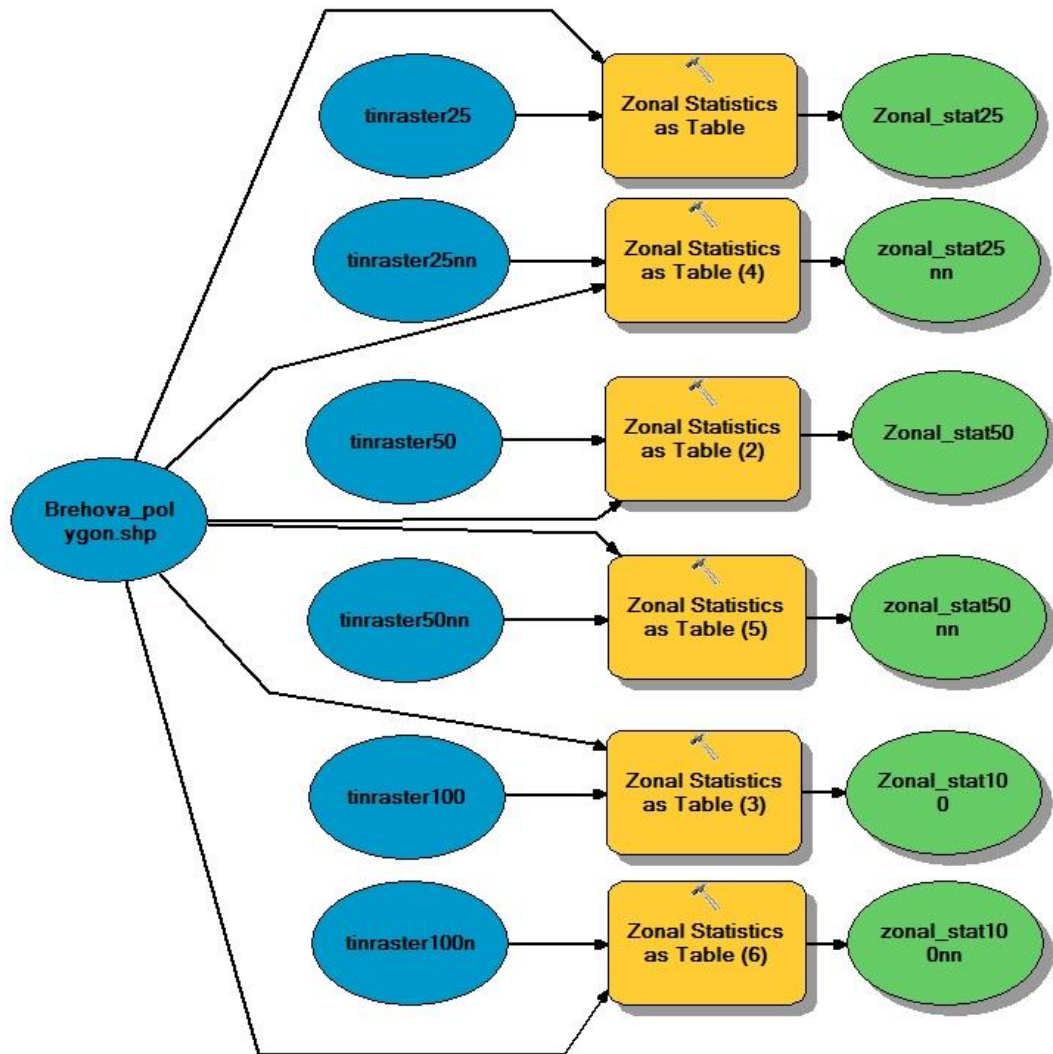 tinraster25
Zonal Statistics
as Table
Zonal_stat25
tinraster25nn
Zonal Statistics
as Table (4)
zonal_stat25
nn
tinraster50
Zonal Statistics
as Table (2)
Zonal_stat50
Brehova_pol
ygon.shp
tinraster50nn
Zonal Statistics
as Table (5)
zonal_stat50
nn
tinraster100
Zonal Statistics
as Table (3)
Zonal_stat10
0
tinraster100n
Zonal Statistics
as Table (6)
zonal_stat10
0nn